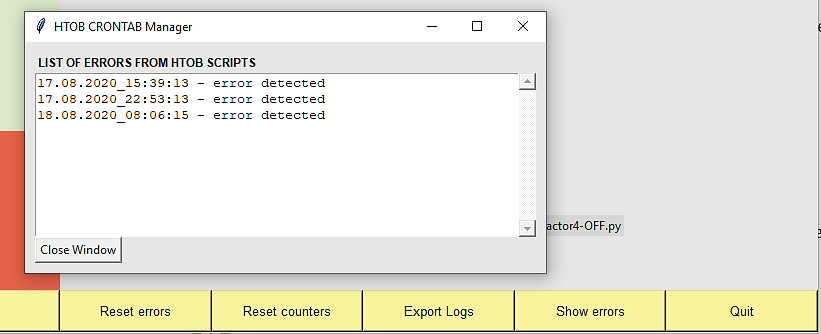 HTOB CRONTAB Manager
LIST OF ERRORS FROM HTOB SCRIPTS
17.08.2020_15:39:13 - error detected
17.08.2020_22:53:13 - error detected
18.08.2020_08:06:15 - error detected
actor4-OFF.py
Close Window
Reset errors
Reset counters
Export Logs
Show errors
Quit